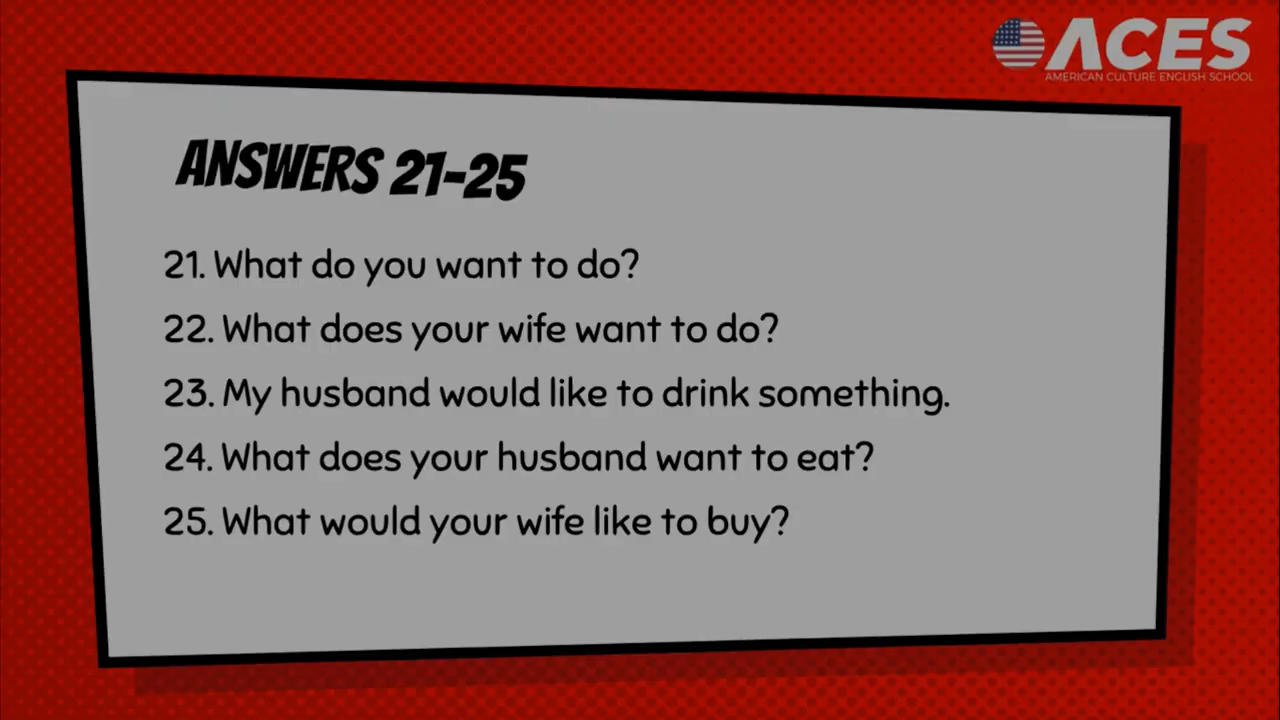 ACES
AMERICAN CULTURE ENGLISH SCHOOL
ANSWERS 21-25
21. What do you want to do?
22. What does your wife want to do?
23. My husband would like to drink something.
24. What does your husband want to eat?
25. What would your wife like to buy?